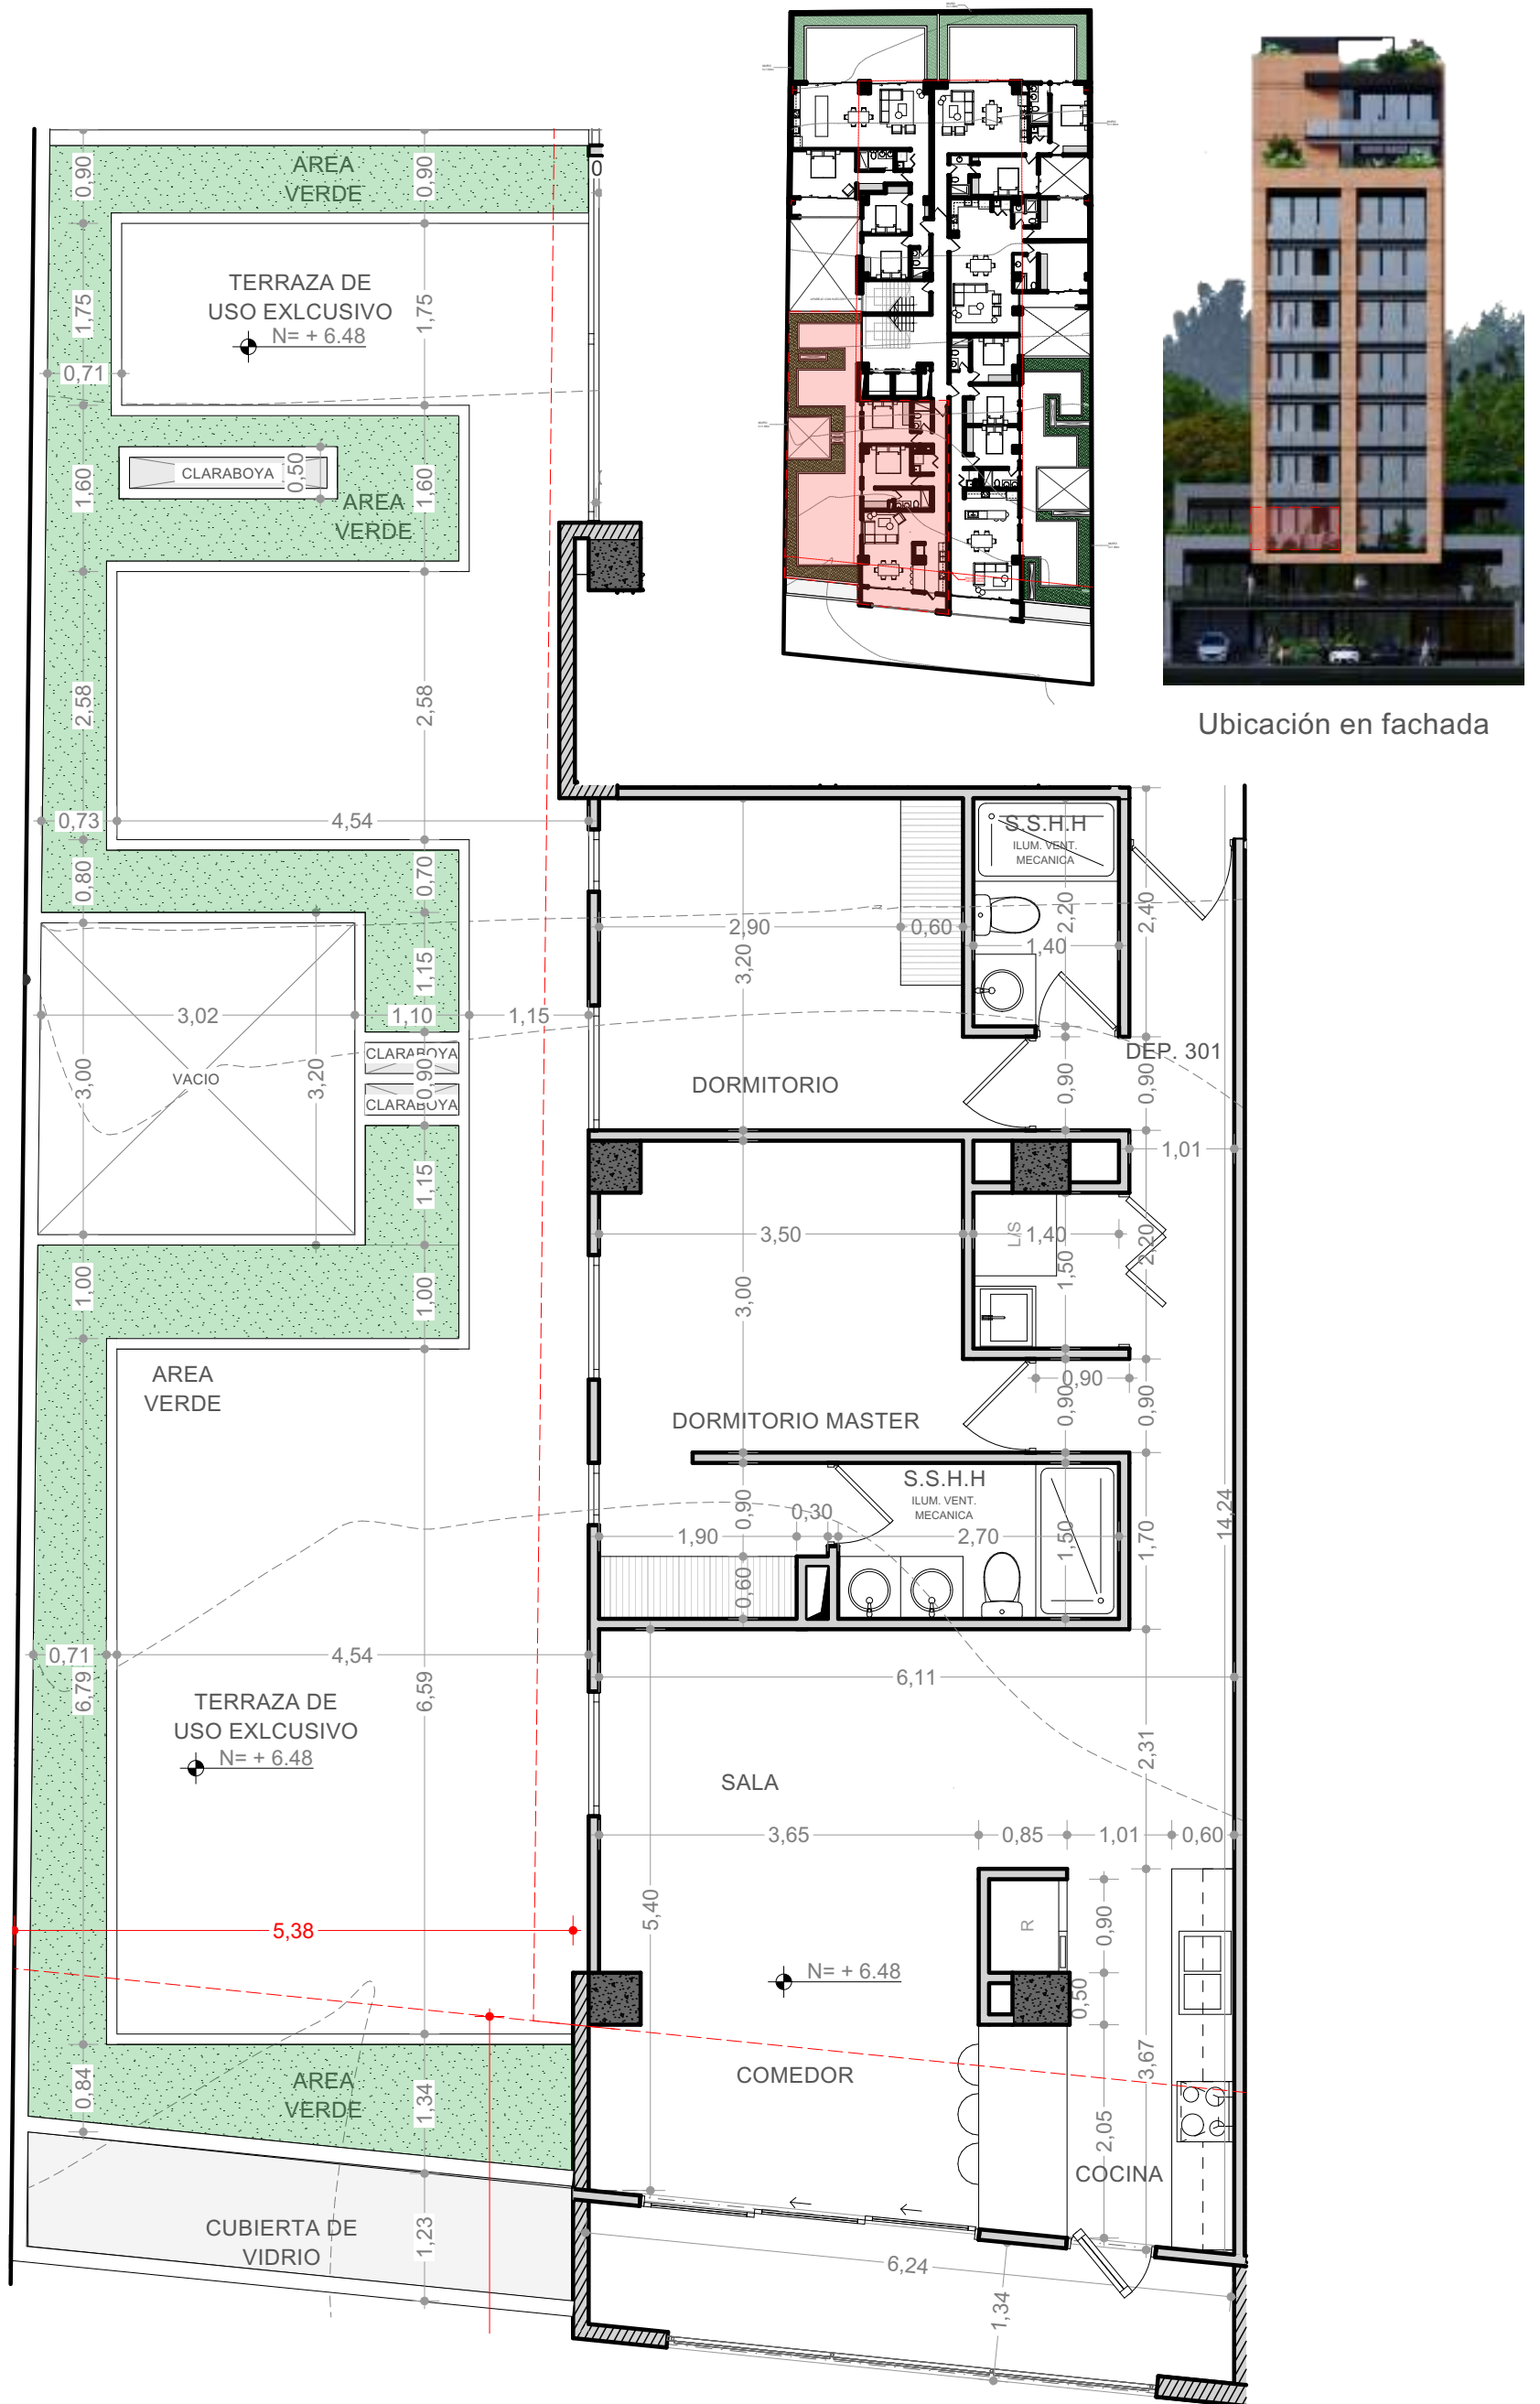 AREA
VERDE
0,90
0,90
0
TERRAZA DE
USO EXLCUSIVO
N= + 6.48
1,75
1,75
0,71
CLARABOYA
0,50
1,60
1,60
AREA
VERDE
2,58
2,58
Ubicación en fachada
0,73
4,54
0,80
0,70
S.S.H.H
ILUM. VENT.
MECANICA
2,20
2,40
2,90
0,60
3,20
1,40
1,15
3,02
1,10
1,15
3,00
3,20
VACIO
CLARABOYA
0,90
CLARABOYA
DORMITORIO
DEP. 301
0,90
0,90
1,01
1,15
3,50
L/S
1,40
1,50
2,20
1,00
1,00
3,00
AREA
VERDE
0,90
0,90
0,90
DORMITORIO MASTER
S.S.H.H
ILUM. VENT.
MECANICA
0,90
0,30
1,90
2,70
1,50
1,70
14,24
0,60
0,71
4,54
6,79
6,59
6,11
TERRAZA DE
USO EXLCUSIVO
N= + 6.48
2,31
SALA
3,65
0,85
1,01
0,60
5,40
R
0,90
5,38
N= + 6.48
0,50
3,67
COMEDOR
0,84
AREA
VERDE
1,34
2,05
COCINA
CUBIERTA DE
VIDRIO
1,23
6,24
1,34